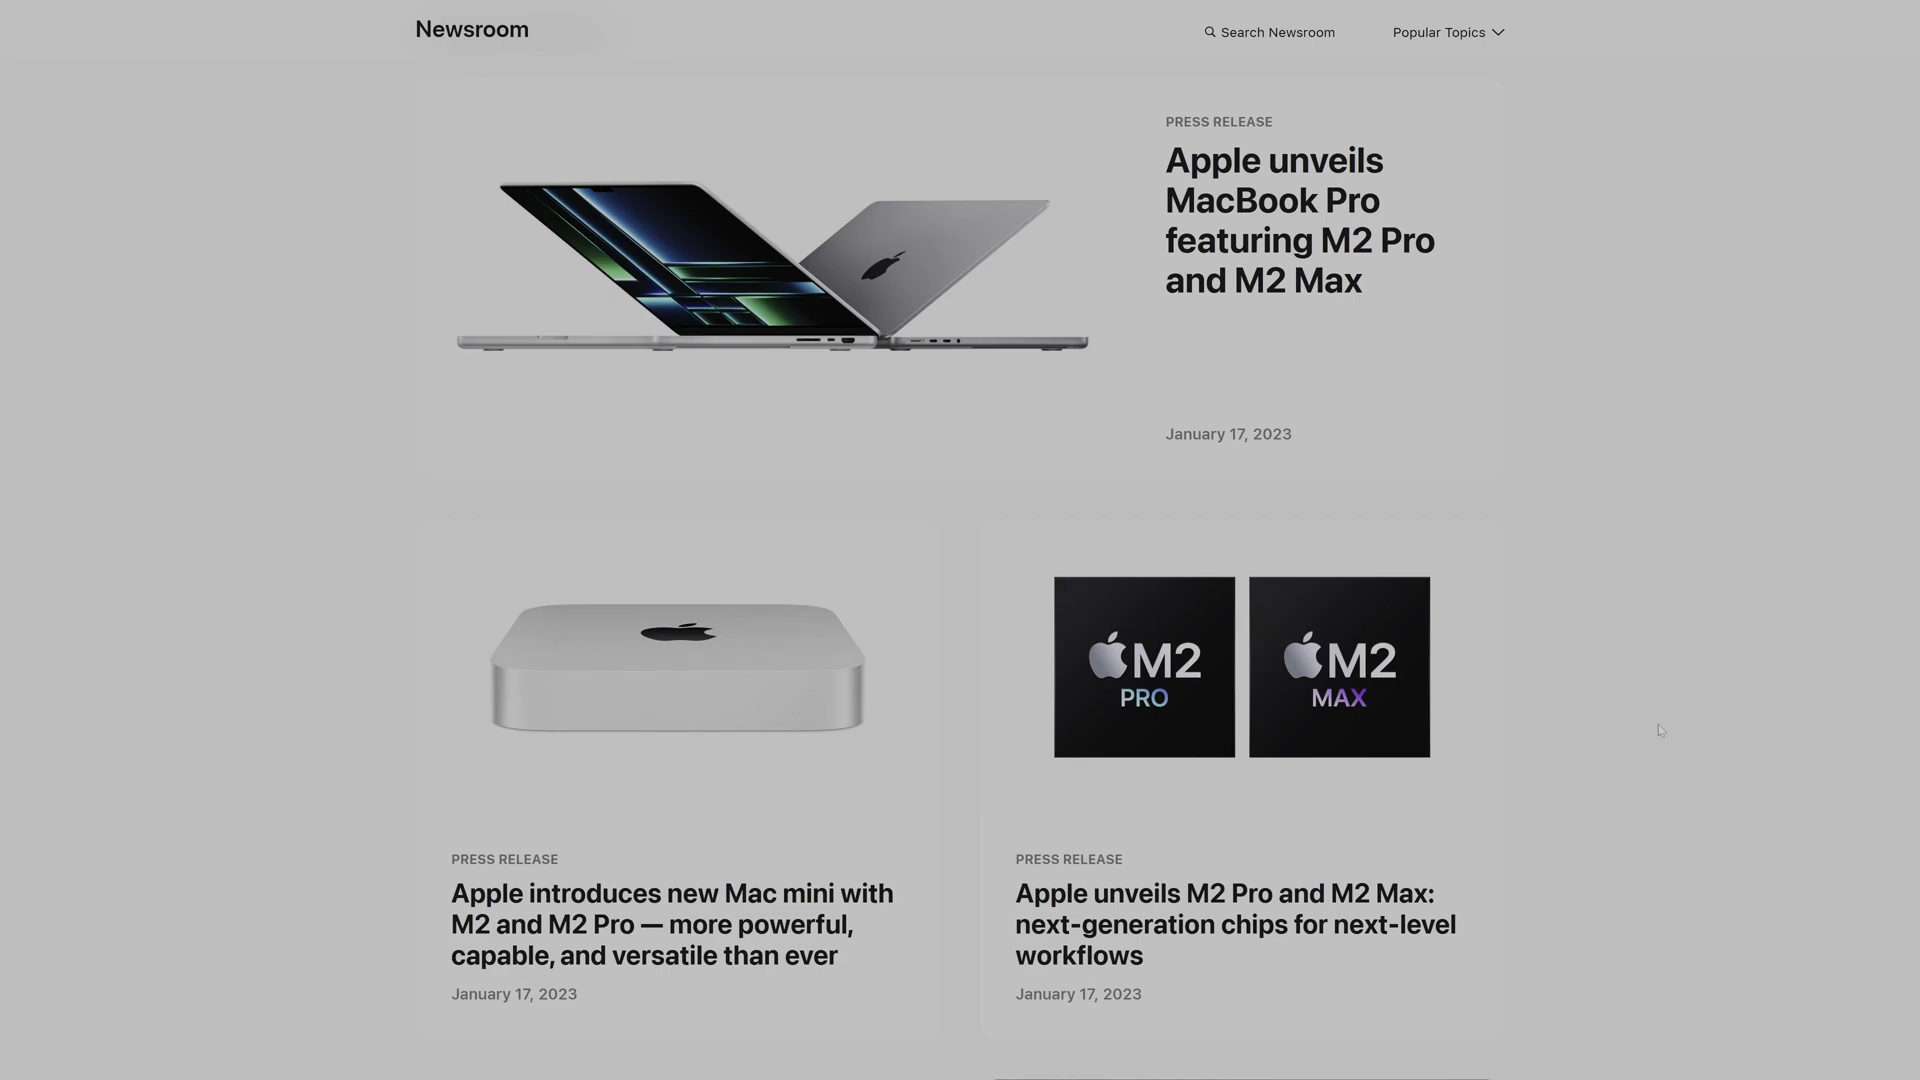 Newsroom
Search Newsroom
Popular Topics
PRESS RELEASE
Apple unveils
MacBook Pro
featuring M2 Pro
and M2 Max
January 17, 2023
M2
PRO
M2
MAX
PRESS RELEASE
Apple introduces new Mac mini with
M2 and M2 Pro — more powerful,
capable, and versatile than ever
January 17, 2023
PRESS RELEASE
Apple unveils M2 Pro and M2 Max:
next-generation chips for next-level
workflows
January 17, 2023